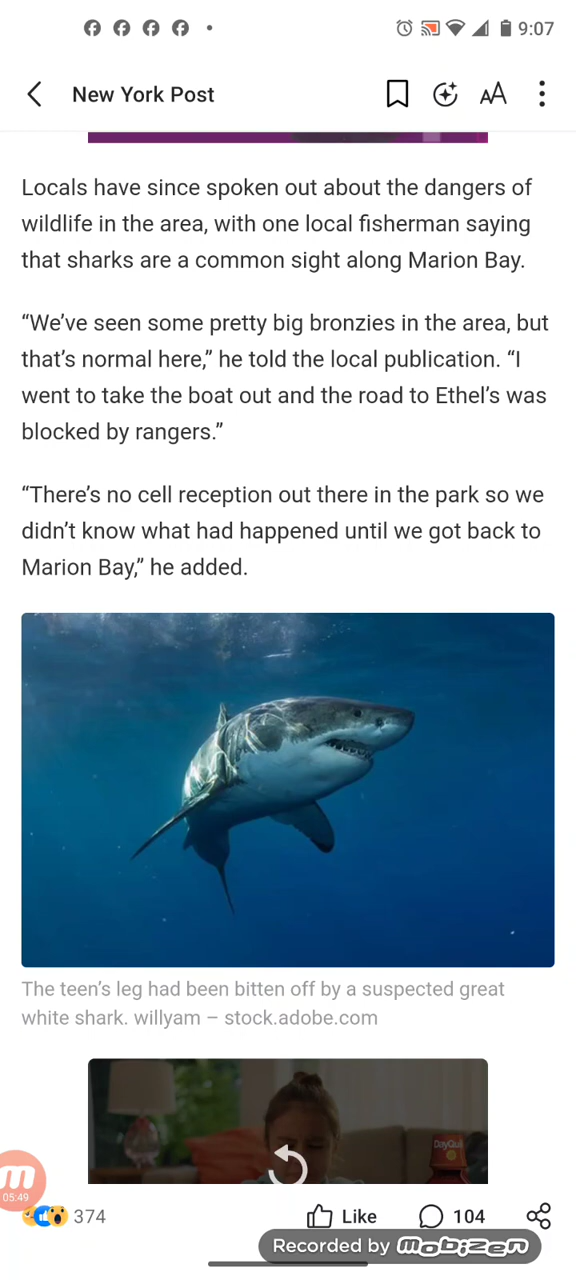 9:07
New York Post
AA
Locals have since spoken out about the dangers of
wildlife in the area, with one local fisherman saying
that sharks are a common sight along Marion Bay.
“We’ve seen some pretty big bronzies in the area, but
that’s normal here,” he told the local publication. “I
went to take the boat out and the road to Ethel’s was
blocked by rangers.”
“There’s no cell reception out there in the park so we
didn’t know what had happened until we got back to
Marion Bay,” he added.
The teen’s leg had been bitten off by a suspected great
white shark. willyam – stock.adobe.com
DayQuil
05:49
374
Like
104
Recorded by mobizen